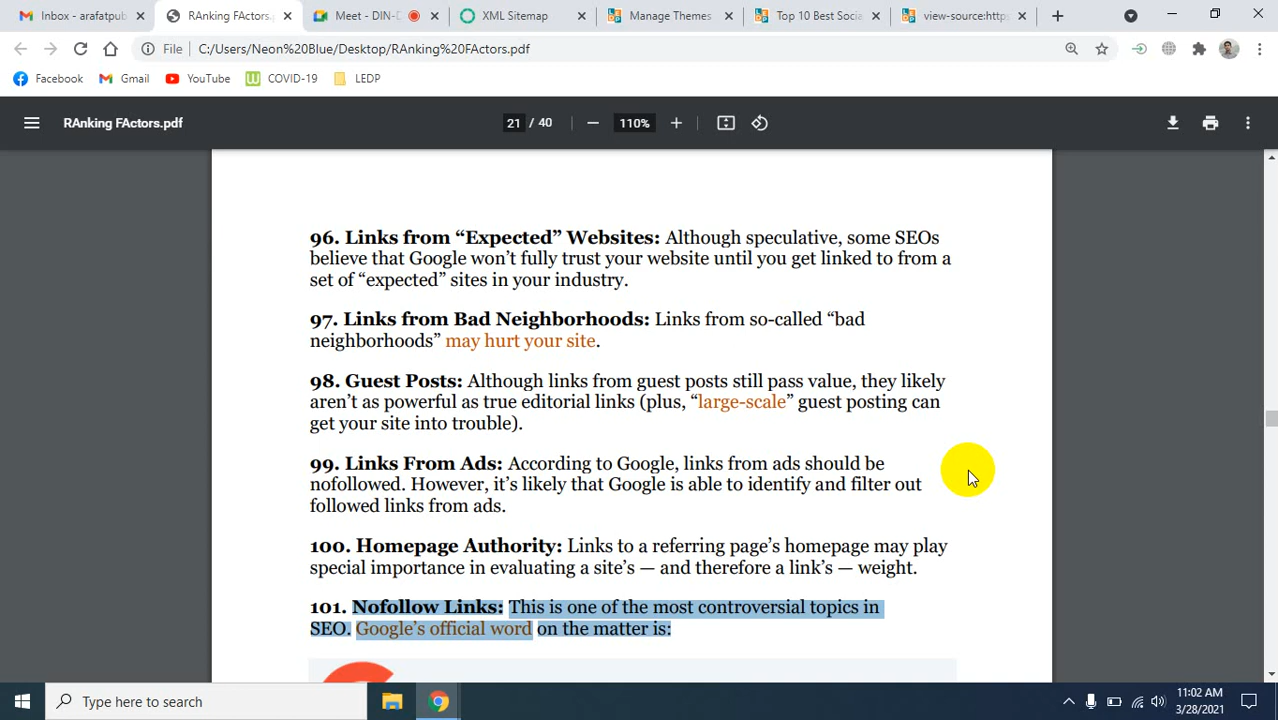 Inbox - arafatpub
RAnking FActors.
Meet - DIN-D
XML Sitemap
Manage Themes
Top 10 Best Socia
view-source:https
File C:/Users/Neon%20Blue/Desktop/RAnking%20FActors.pdf
Facebook Gmail YouTube COVID-19 LEDP
RAnking FActors.pdf
21 / 40
110%
96. Links from “Expected” Websites: Although speculative, some SEOs
believe that Google won’t fully trust your website until you get linked to from a
set of “expected” sites in your industry.
97. Links from Bad Neighborhoods: Links from so-called “bad
neighborhoods” may hurt your site.
98. Guest Posts: Although links from guest posts still pass value, they likely
aren’t as powerful as true editorial links (plus, “large-scale” guest posting can
get your site into trouble).
99. Links From Ads: According to Google, links from ads should be
nofollowed. However, it’s likely that Google is able to identify and filter out
followed links from ads.
100. Homepage Authority: Links to a referring page’s homepage may play
special importance in evaluating a site’s — and therefore a link’s — weight.
101. Nofollow Links: This is one of the most controversial topics in
SEO. Google’s official word on the matter is:
Type here to search
11:02 AM
3/28/2021